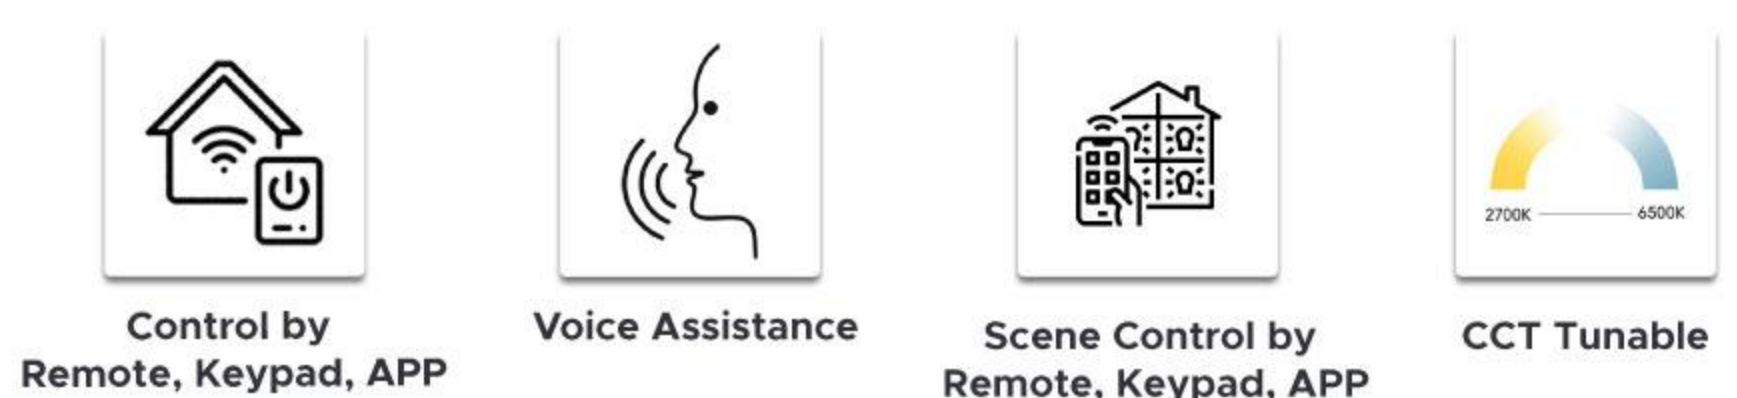 2700K
6500K
Control by
Remote, Keypad, APP
Voice Assistance
Scene Control by
Remote, Keypad, APP
CCT Tunable